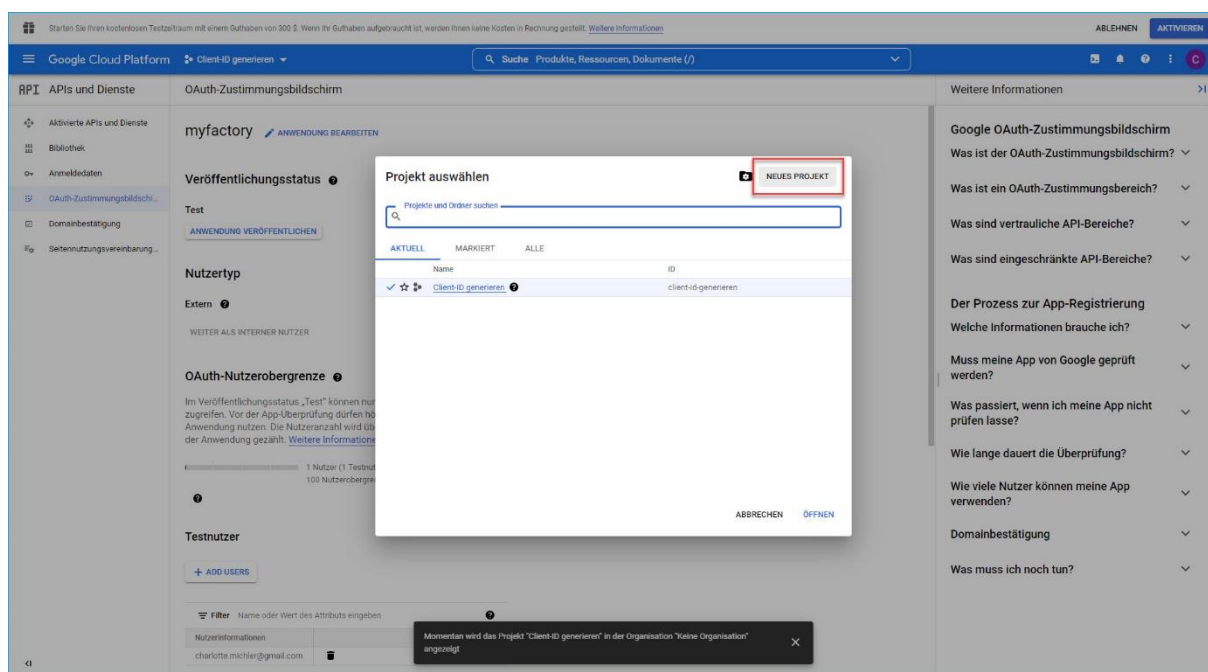 Starten Sie Ihren kostenlosen Testzeitraum mit einem Guthaben von 300 $. Wenn Ihr Guthaben aufgebraucht ist, werden Ihnen keine Kosten in Rechnung gestellt. Weitere Informationen
ABLEHNEN
AKTIVIEREN
Google Cloud Platform
Client-ID generieren
Suche Produkte, Ressourcen, Dokumente (/)
C
API APIs und Dienste
Aktivierte APIs und Dienste
Bibliothek
Anmeldedaten
OAuth-Zustimmungsbildschi...
Domainbestätigung
Seitennutzungsvereinbarung...
OAuth-Zustimmungsbildschirm
myfactory
ANWENDUNG BEARBEITEN
Veröffentlichungsstatus
Test
ANWENDUNG VERÖFFENTLICHEN
Nutzertyp
Extern
WEITER ALS INTERNER NUTZER
OAuth-Nutzerobergrenze
Im Veröffentlichungsstatus „Test" können nur
zugreifen. Vor der App-Überprüfung dürfen hö
Anwendung nutzen. Die Nutzeranzahl wird üb
der Anwendung gezählt. Weitere Informatione
1 Nutzer (1 Testnut
100 Nutzerobergre
Testnutzer
+ ADD USERS
Filter Name oder Wert des Attributs eingeben
Nutzerinformationen
charlotte.michler@gmail.com
Projekt auswählen
NEUES PROJEKT
Projekte und Ordner suchen
AKTUELL MARKIERT ALLE
Name ID
Client-ID generieren client-id-generieren
ABBRECHEN ÖFFNEN
Momentan wird das Projekt "Client-ID generieren" in der Organisation "Keine Organisation"
angezeigt
Weitere Informationen
Google OAuth-Zustimmungsbildschirm
Was ist der OAuth-Zustimmungsbildschirm?
Was ist ein OAuth-Zustimmungsbereich?
Was sind vertrauliche API-Bereiche?
Was sind eingeschränkte API-Bereiche?
Der Prozess zur App-Registrierung
Welche Informationen brauche ich?
Muss meine App von Google geprüft
werden?
Was passiert, wenn ich meine App nicht
prüfen lasse?
Wie lange dauert die Überprüfung?
Wie viele Nutzer können meine App
verwenden?
Domainbestätigung
Was muss ich noch tun?